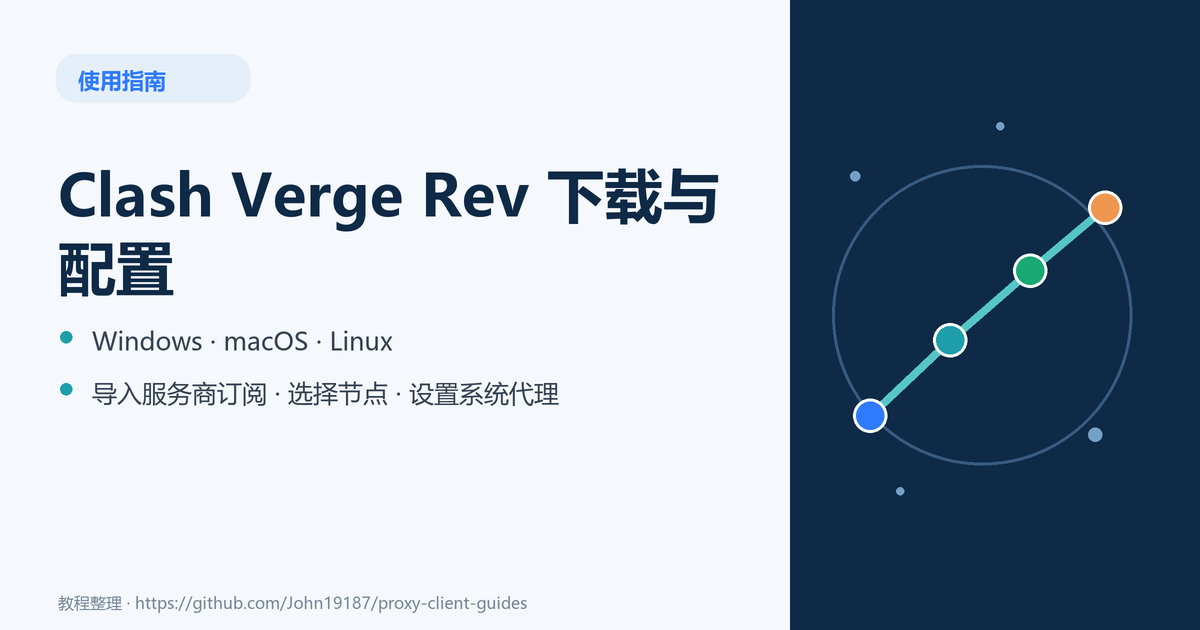 使用指南
Clash Verge Rev 下载与
配置
Windows · macOS · Linux
导入服务商订阅 · 选择节点 · 设置系统代理
教程整理 · https://github.com/John19187/proxy-client-guides